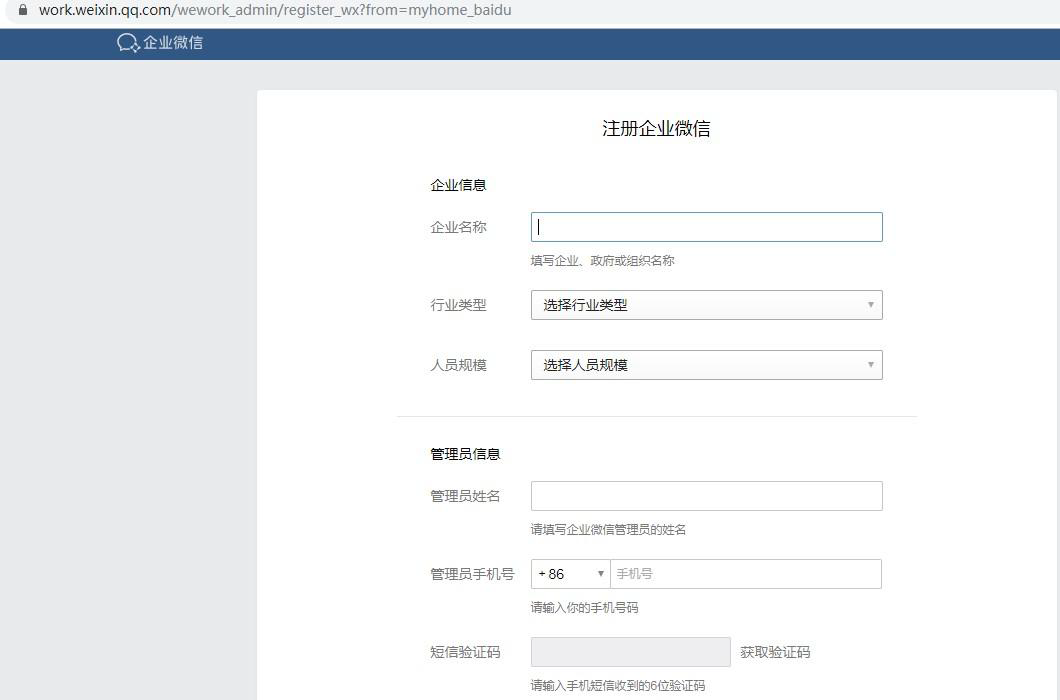 work.weixin.qq.com/wework_admin/register_wx?from=myhome_baidu
企业微信
注册企业微信
企业信息
企业名称
填写企业、政府或组织名称
行业类型 选择行业类型
人员规模 选择人员规模
管理员信息
管理员姓名
请填写企业微信管理员的姓名
管理员手机号 +86 手机号
请输入你的手机号码
短信验证码 获取验证码
请输入手机短信收到的6位验证码